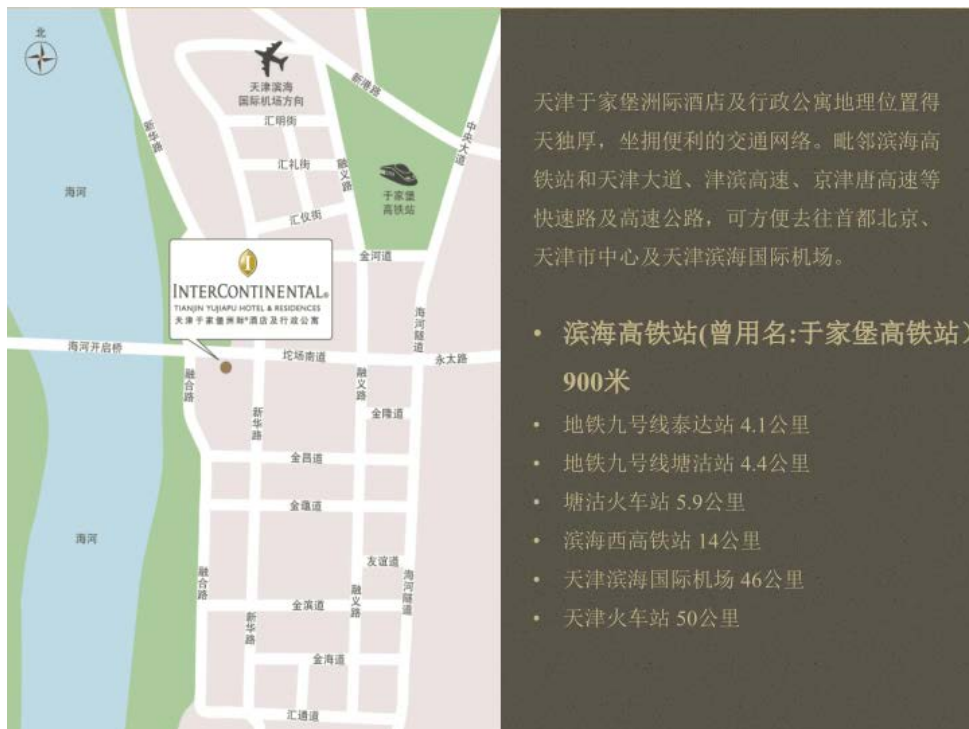 北
天津滨海
国际机场方向
新港路
汇明街
新华路
中央大道
汇礼街
融义路
海河
于家堡
高铁站
汇仪街
金河道
INTERCONTINENTAL®
TIANJIN YUJIAPU HOTEL & RESIDENCES
天津于家堡洲际®酒店及行政公寓
海河隧道
海河开启桥
坨场南道
永太路
融合路
融义路
新华路
金隆道
金昌道
海河
友谊道
融合路
海河隧道
金滨道
融义路
新华路
金海道
汇通道
天津于家堡洲际酒店及行政公寓地理位置得
天独厚，坐拥便利的交通网络。毗邻滨海高
铁站和天津大道、津滨高速、京津唐高速等
快速路及高速公路，可方便去往首都北京、
天津市中心及天津滨海国际机场。
• 滨海高铁站(曾用名:于家堡高铁站)
900米
• 地铁九号线泰达站 4.1公里
• 地铁九号线塘沽站 4.4公里
• 塘沽火车站 5.9公里
• 滨海西高铁站 14公里
• 天津滨海国际机场 46公里
• 天津火车站 50公里